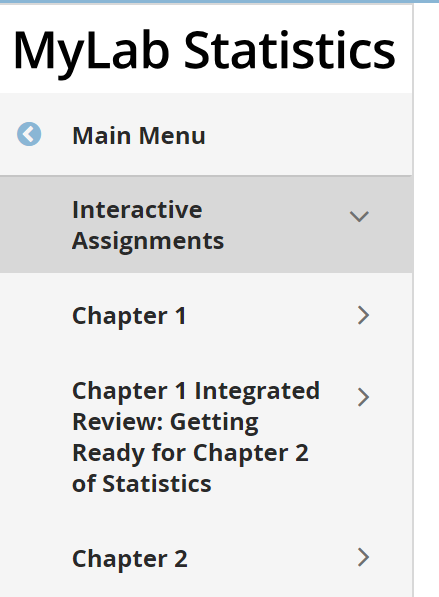 MyLab Statistics
Main Menu
Interactive
Assignments
Chapter 1
Chapter 1 Integrated
Review: Getting
Ready for Chapter 2
of Statistics
Chapter 2